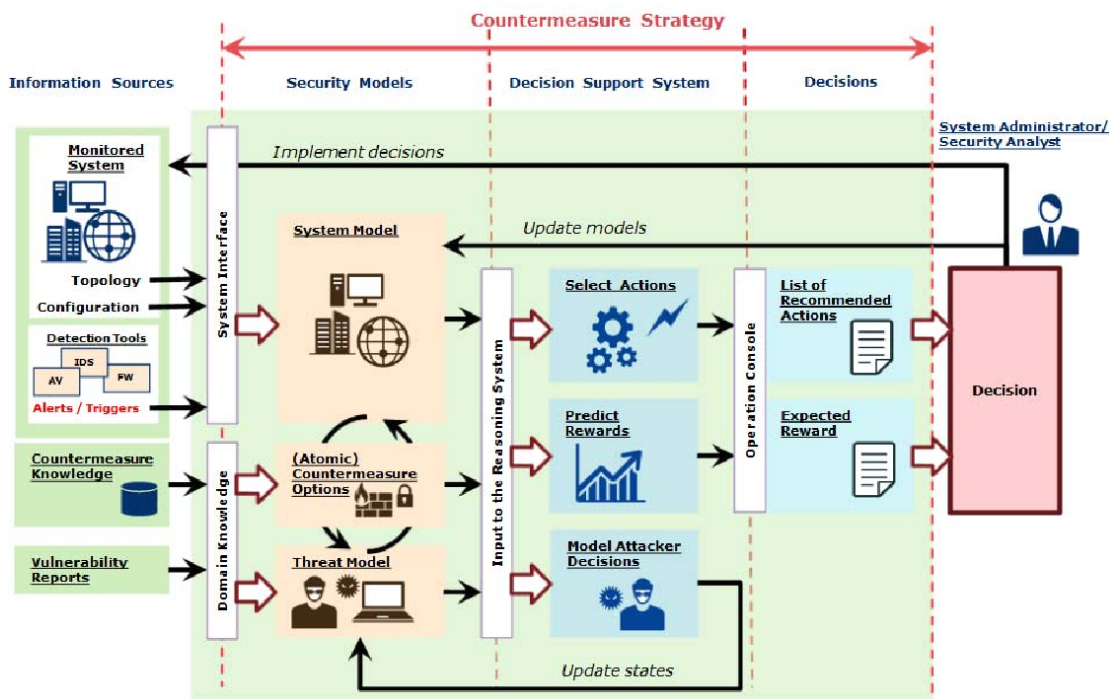 Countermeasure Strategy
Information Sources
Security Models
Decision Support System
Decisions
System Administrator/
Security Analyst
Monitored
System
Topology
Configuration
Detection Tools
IDS
AV
FW
Alerts / Triggers
Countermeasure
Knowledge
Vulnerability
Reports
System Interface
Domain Knowledge
Implement decisions
Update models
System Model
(Atomic)
Countermeasure
Options
Threat Model
Input to the Reasoning System
Select Actions
Predict
Rewards
Model Attacker
Decisions
Update states
Operation Console
List of
Recommended
Actions
Expected
Reward
Decision